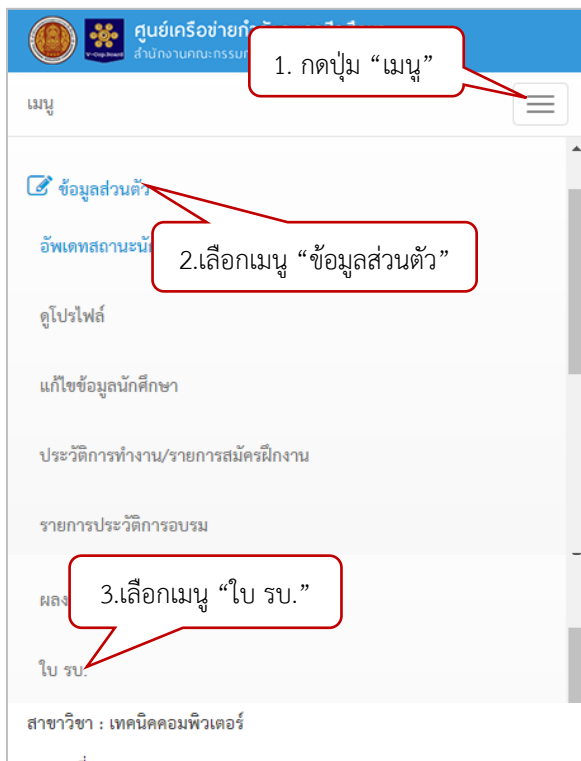 ศูนย์เครือข่าย
สำนักงานคณะกรรม
V-Cop.Board
1. กดปุ่ม “เมนู”
เมนู
ข้อมูลส่วนตัว
อัพเดทสถานะ
2.เลือกเมนู “ข้อมูลส่วนตัว”
ดูโปรไฟล์
แก้ไขข้อมูลนักศึกษา
ประวัติการทำงาน/รายการสมัครฝึกงาน
รายการประวัติการอบรม
3.เลือกเมนู “ใบ รบ.”
ใบ รบ.
สาขาวิชา : เทคนิคคอมพิวเตอร์